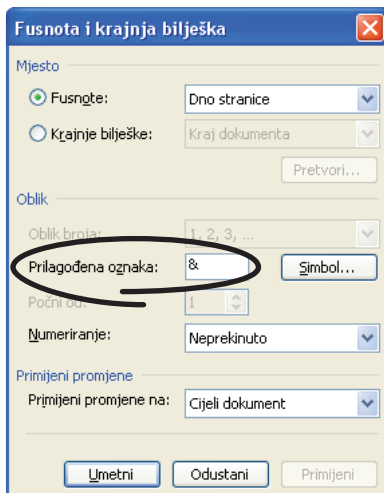 Fusnota i krajnja bilješka
Mjesto
Fusnote: Dno stranice
Krajnje bilješke: Kraj dokumenta
Pretvori...
Oblik
Oblik broja: 1, 2, 3, ...
Prilagođena oznaka: & Simbol...
Počni od: 1
Numeriranje: Neprekinuto
Primijeni promjene
Primijeni promjene na: Cijeli dokument
Umetni Odustani Primijeni